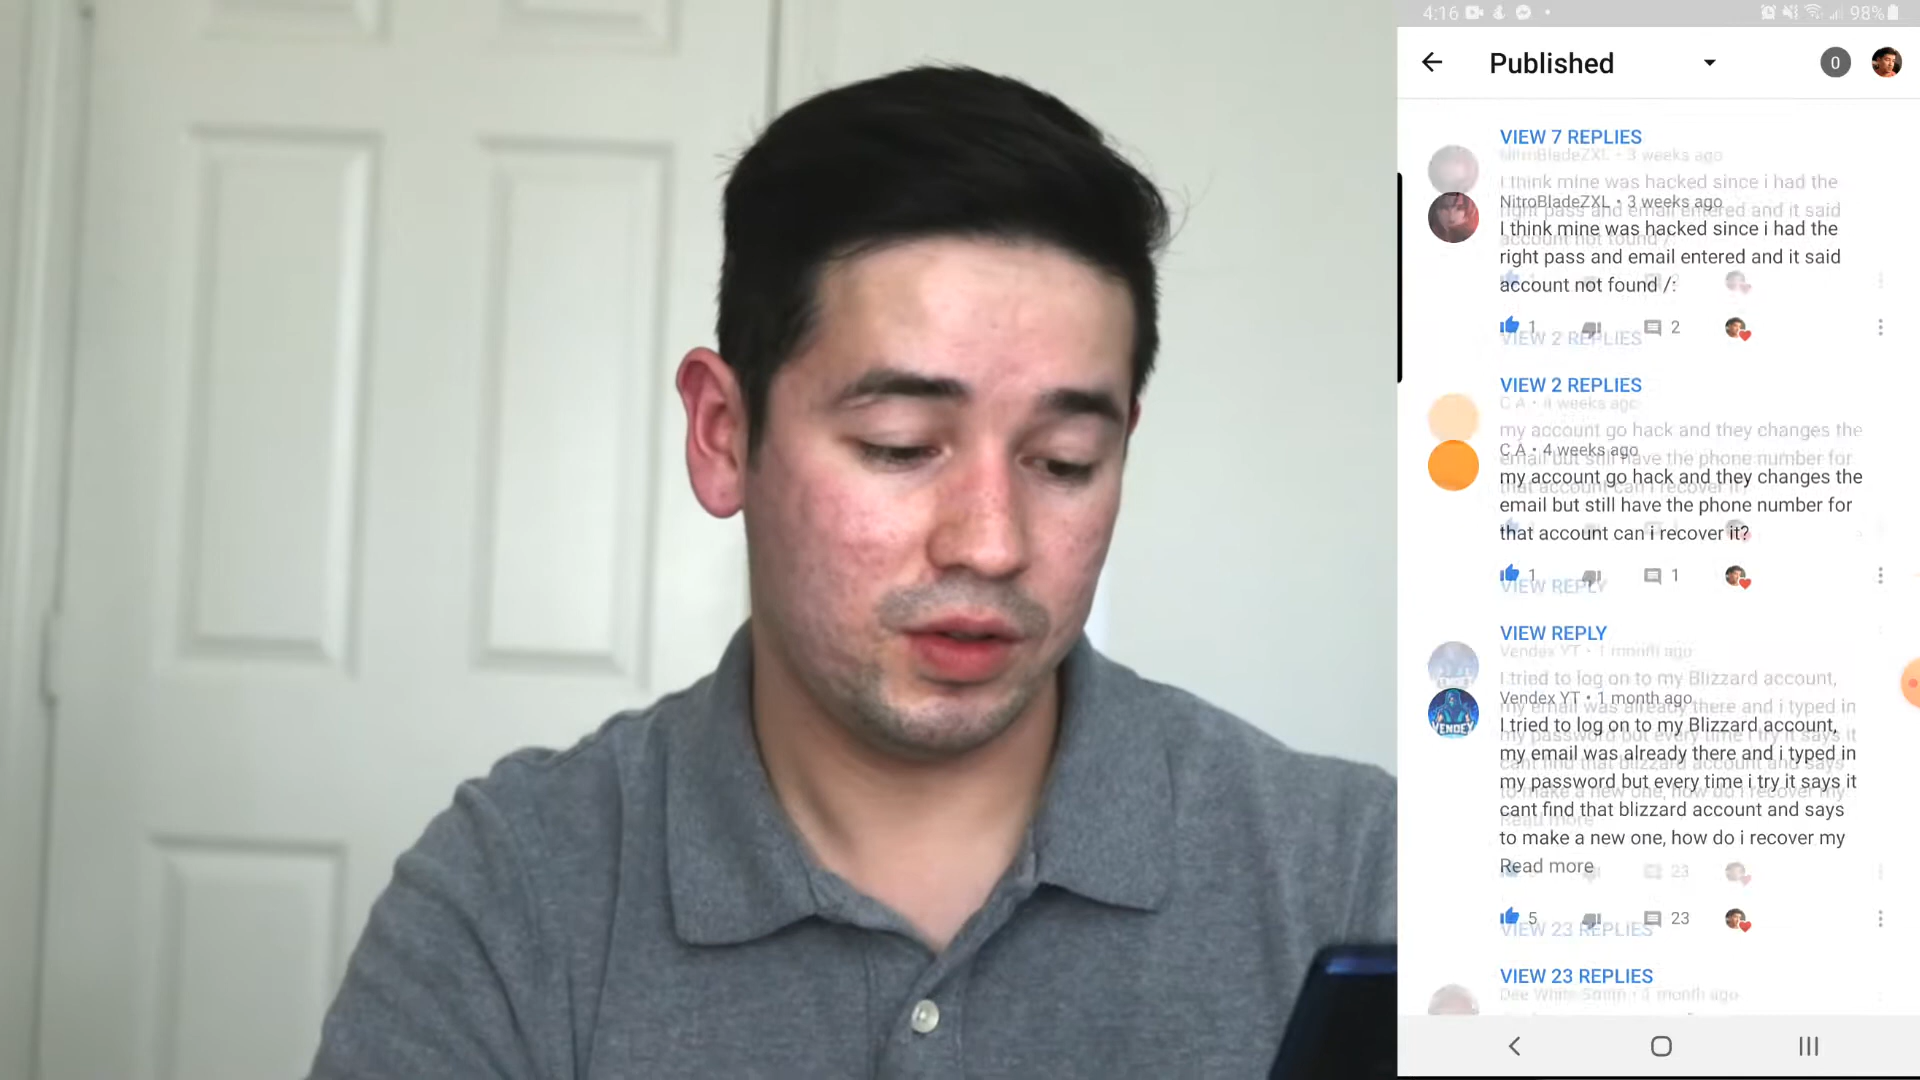 4:16
98%
Published
0
VIEW 7 REPLIES
NitroBladeZXL • 3 weeks ago
I think mine was hacked since i had the
right pass and email entered and it said
account not found /:
1
2
VIEW 2 REPLIES
C A • 4 weeks ago
my account go hack and they changes the
email but still have the phone number for
that account can i recover it?
1
1
VIEW REPLY
Vendex YT • 1 month ago
I tried to log on to my Blizzard account,
my email was already there and i typed in
my password but every time i try it says it
cant find that blizzard account and says
to make a new one, how do i recover my
Read more
5
23
VIEW 23 REPLIES
Dee White-Smith • 1 month ago